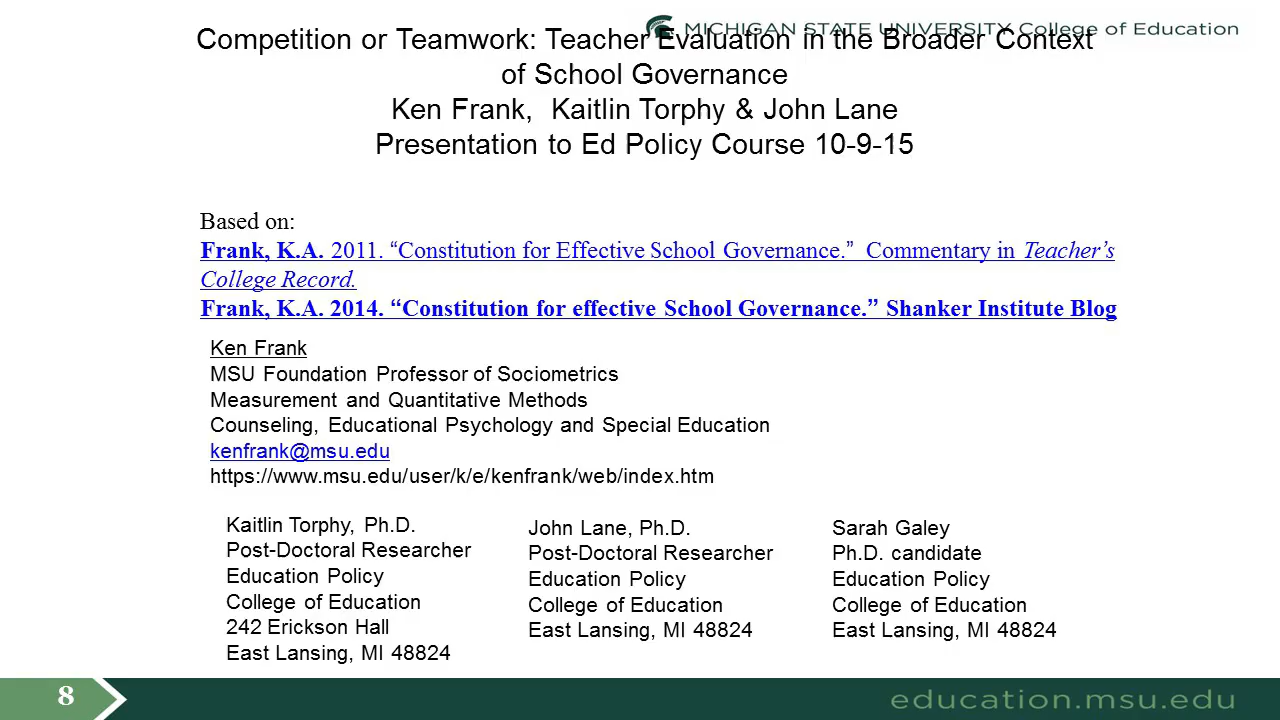 MICHIGAN STATE UNIVERSITY College of Education
Competition or Teamwork: Teacher Evaluation in the Broader Context
of School Governance
Ken Frank, Kaitlin Torphy & John Lane
Presentation to Ed Policy Course 10-9-15
Based on:
Frank, K.A. 2011. “Constitution for Effective School Governance.” Commentary in Teacher’s
College Record.
Frank, K.A. 2014. “Constitution for effective School Governance.” Shanker Institute Blog
Ken Frank
MSU Foundation Professor of Sociometrics
Measurement and Quantitative Methods
Counseling, Educational Psychology and Special Education
kenfrank@msu.edu
https://www.msu.edu/user/k/e/kenfrank/web/index.htm
Kaitlin Torphy, Ph.D.
Post-Doctoral Researcher
Education Policy
College of Education
242 Erickson Hall
East Lansing, MI 48824
John Lane, Ph.D.
Post-Doctoral Researcher
Education Policy
College of Education
East Lansing, MI 48824
Sarah Galey
Ph.D. candidate
Education Policy
College of Education
East Lansing, MI 48824
8
education.msu.edu